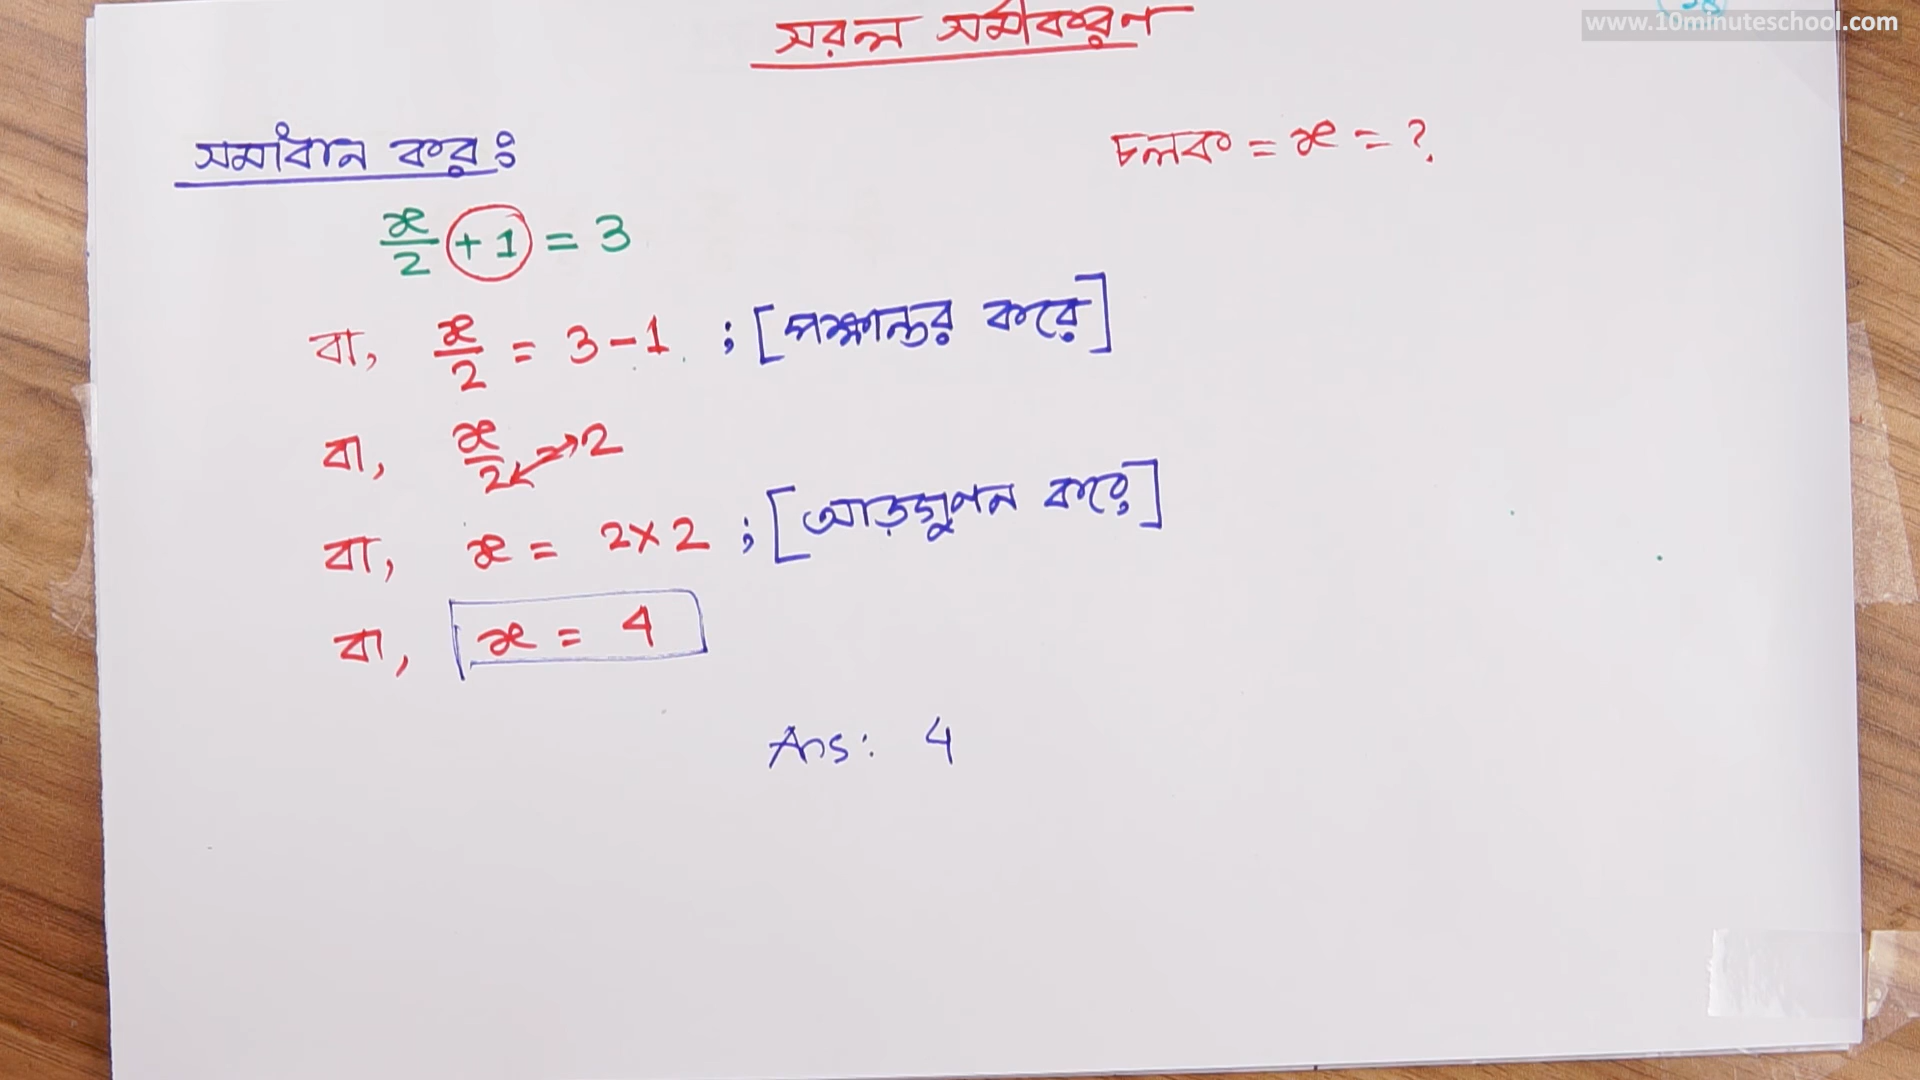 www.10minuteschool.com
সরল সমীকরণ
সমাধান কর:
চলক = x = ?
x/2 + 1 = 3
বা, x/2 = 3 - 1 ; [পক্ষান্তর করে]
বা, x/2 = 2
বা, x = 2 × 2 ; [আড়গুণন করে]
বা, x = 4
Ans: 4